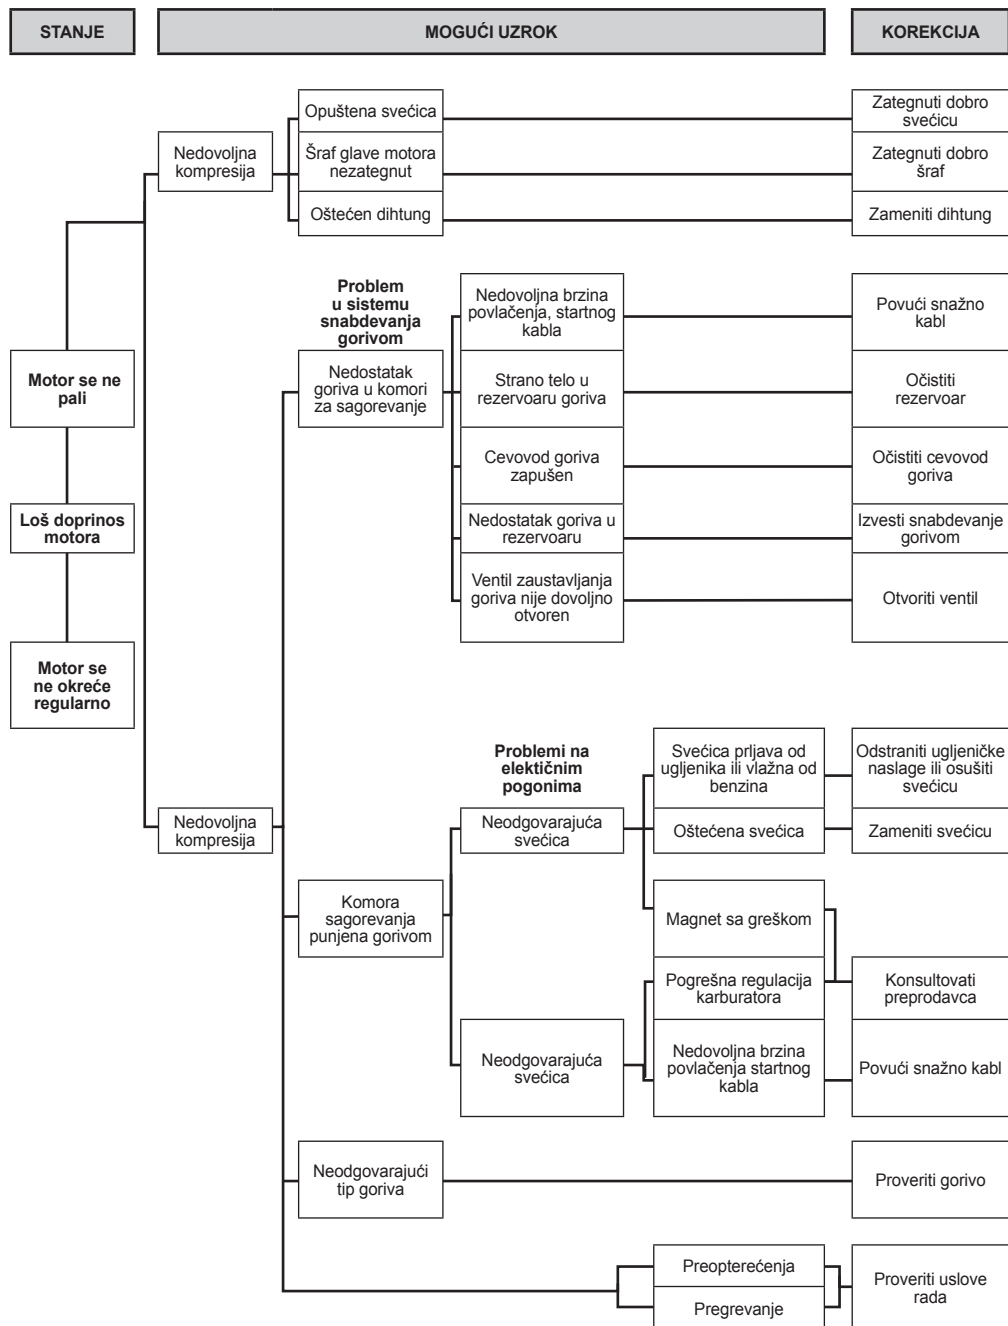 STANJE
MOGUĆI UZROK
KOREKCIJA
Opuštena svećica
Zategnuti dobro
svećicu
Nedovoljna
kompresija
Šraf glave motora
nezategnut
Zategnuti dobro
šraf
Oštećen dihtung
Zameniti dihtung
Problem
u sistemu
snabdevanja
gorivom
Nedovoljna brzina
povlačenja, startnog
kabla
Povući snažno
kabl
Motor se ne
pali
Nedostatak
goriva u komori
za sagorevanje
Strano telo u
rezervoaru goriva
Očistiti
rezervoar
Cevovod goriva
zapušen
Očistiti cevovod
goriva
Loš doprinos
motora
Nedostatak goriva u
rezervoaru
Izvesti snabdevanje
gorivom
Ventil zaustavljanja
goriva nije dovoljno
otvoren
Otvoriti ventil
Motor se
ne okreće
regularno
Problemi na
elektičnim
pogonima
Svećica prljava od
ugljenika ili vlažna od
benzina
Odstraniti ugljeničke
naslage ili osušiti
svećicu
Nedovoljna
kompresija
Neodgovarajuća
svećica
Oštećena svećica
Zameniti svećicu
Komora
sagorevanja
punjena gorivom
Magnet sa greškom
Pogrešna regulacija
karburatora
Konsultovati
preprodavca
Neodgovarajuća
svećica
Nedovoljna brzina
povlačenja startnog
kabla
Povući snažno kabl
Neodgovarajući
tip goriva
Proveriti gorivo
Preopterećenja
Pregrevanje
Proveriti uslove
rada